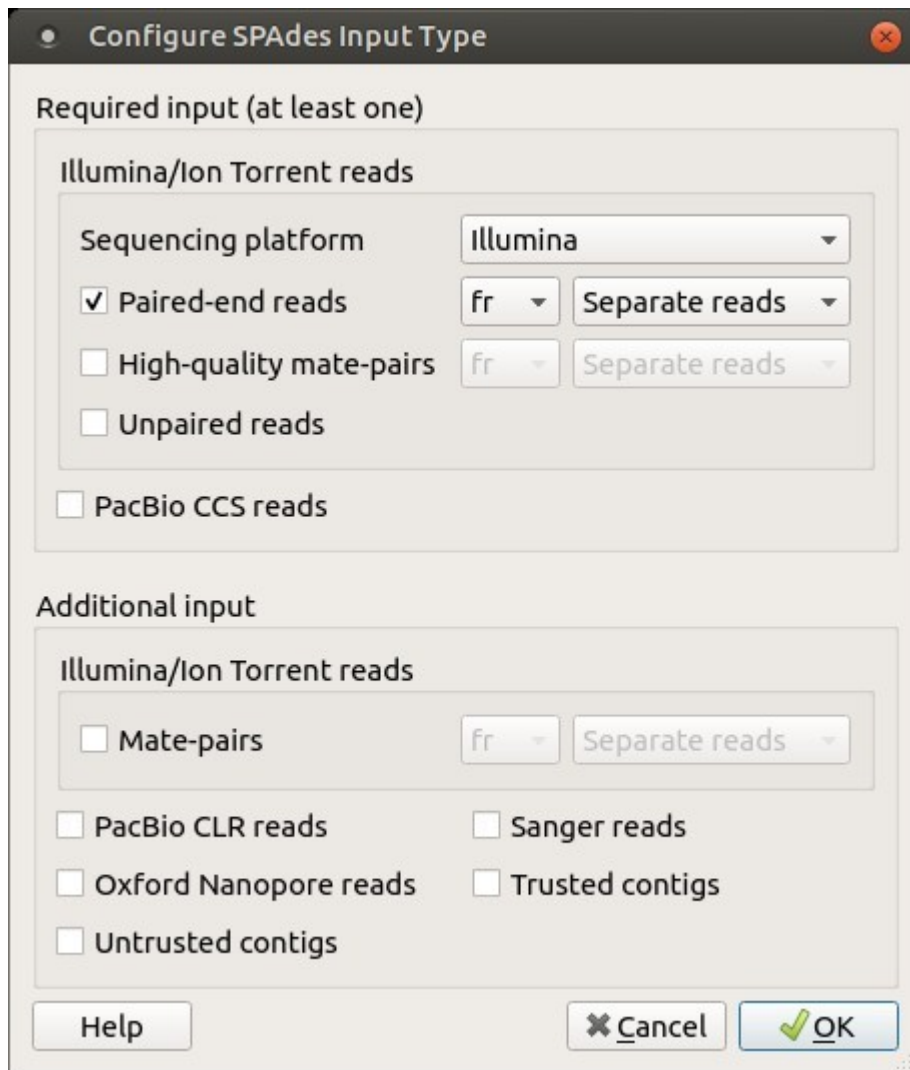 Configure SPAdes Input Type
Required input (at least one)
Illumina/Ion Torrent reads
Sequencing platform Illumina
Paired-end reads fr Separate reads
High-quality mate-pairs fr Separate reads
Unpaired reads
PacBio CCS reads
Additional input
Illumina/Ion Torrent reads
Mate-pairs fr Separate reads
PacBio CLR reads Sanger reads
Oxford Nanopore reads Trusted contigs
Untrusted contigs
Help Cancel OK